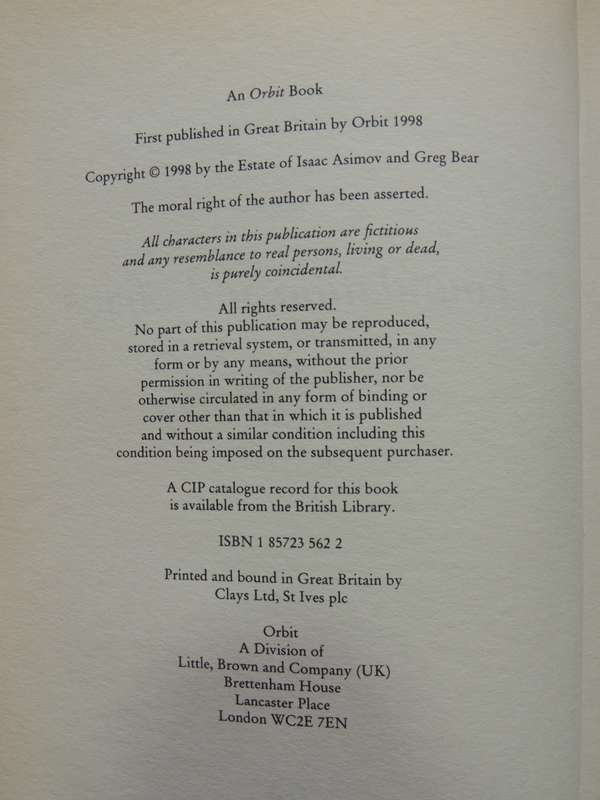 An Orbit Book
First published in Great Britain by Orbit 1998
Copyright © 1998 by the Estate of Isaac Asimov and Greg Bear
The moral right of the author has been asserted.
All characters in this publication are fictitious
and any resemblance to real persons, living or dead,
is purely coincidental.
All rights reserved.
No part of this publication may be reproduced,
stored in a retrieval system, or transmitted, in any
form or by any means, without the prior
permission in writing of the publisher, nor be
otherwise circulated in any form of binding or
cover other than that in which it is published
and without a similar condition including this
condition being imposed on the subsequent purchaser.
A CIP catalogue record for this book
is available from the British Library.
ISBN 1 85723 562 2
Printed and bound in Great Britain by
Clays Ltd, St Ives plc
Orbit
A Division of
Little, Brown and Company (UK)
Brettenham House
Lancaster Place
London WC2E 7EN